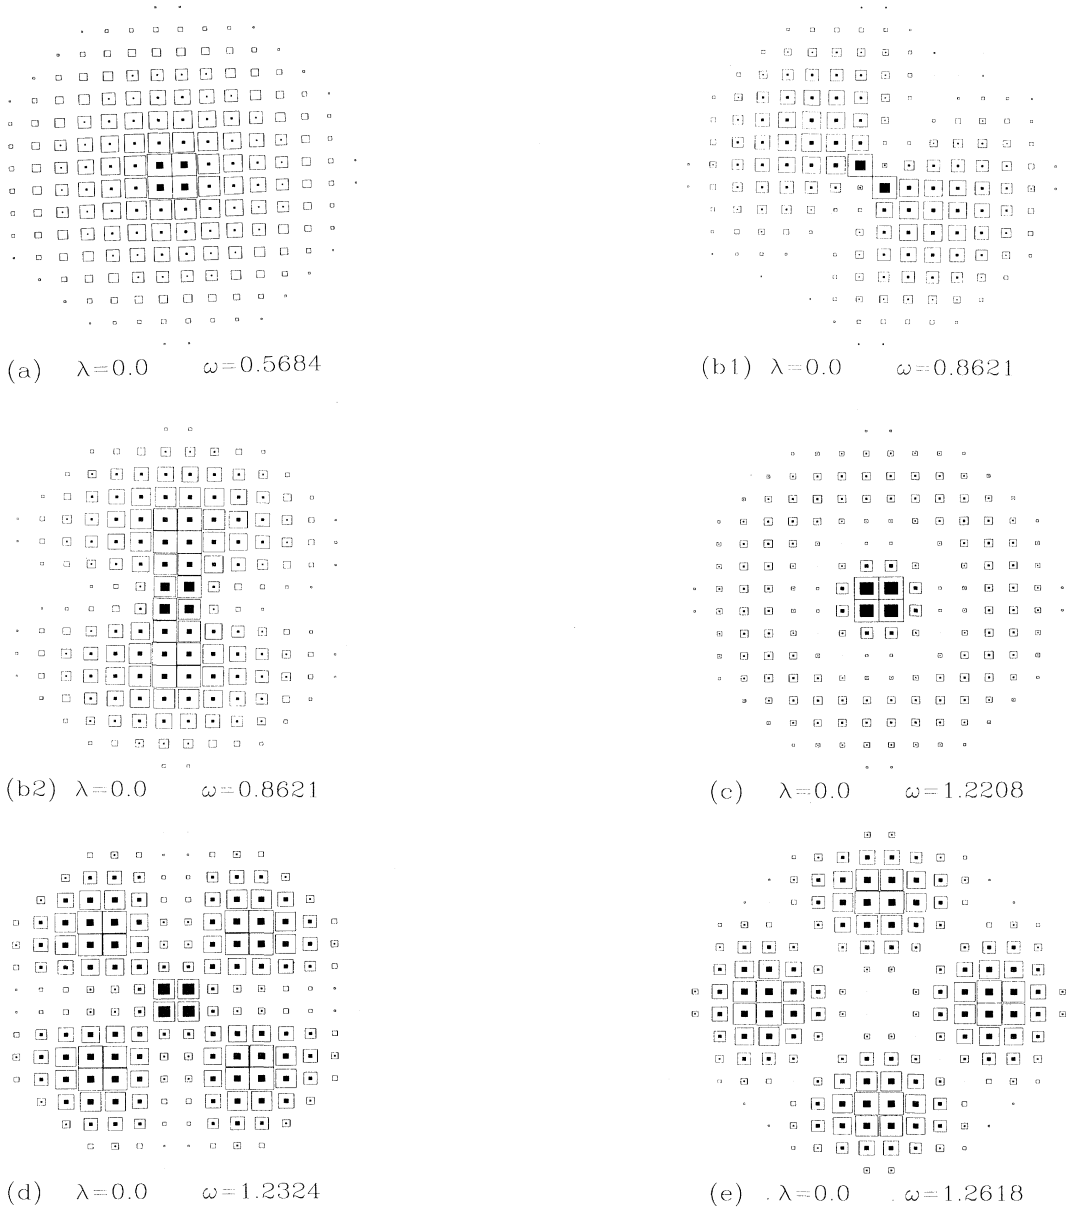 (a) λ=0.0 ω=0.5684
(b1) λ=0.0 ω=0.8621
(b2) λ=0.0 ω=0.8621
(c) λ=0.0 ω=1.2208
(d) λ=0.0 ω=1.2324
(e) λ=0.0 ω=1.2618